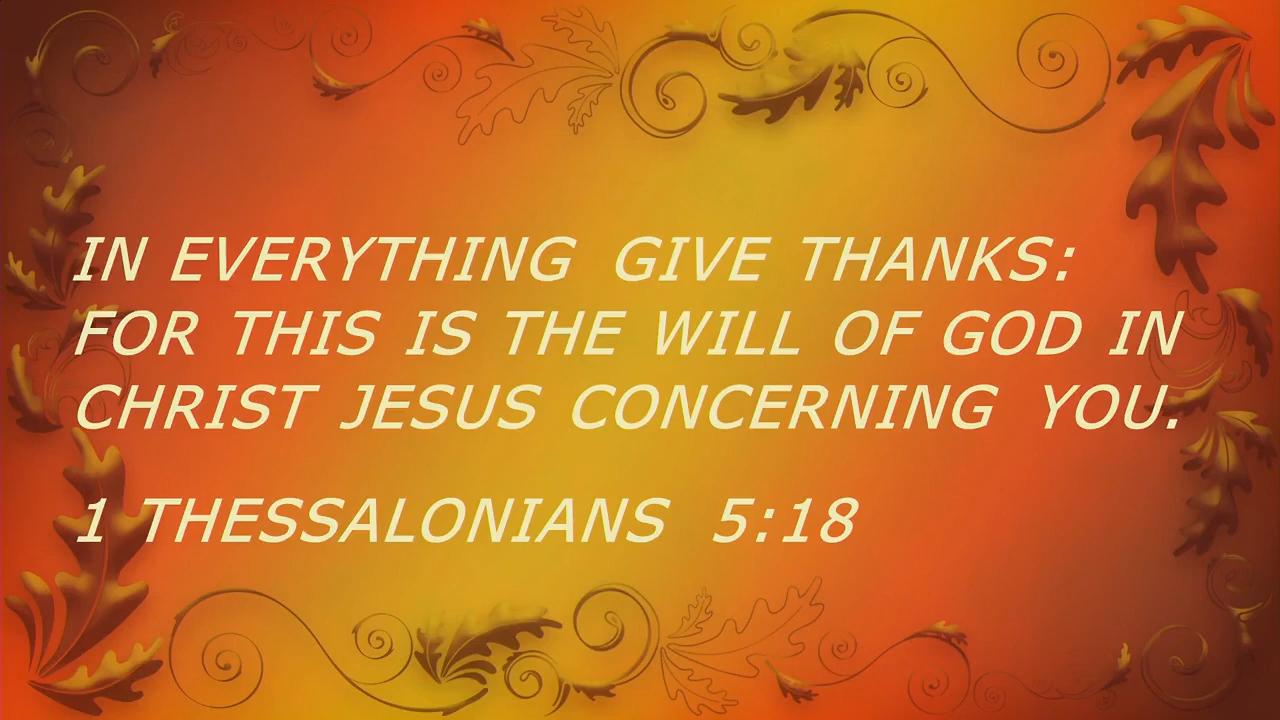 IN EVERYTHING GIVE THANKS:
FOR THIS IS THE WILL OF GOD IN
CHRIST JESUS CONCERNING YOU.
1 THESSALONIANS 5:18